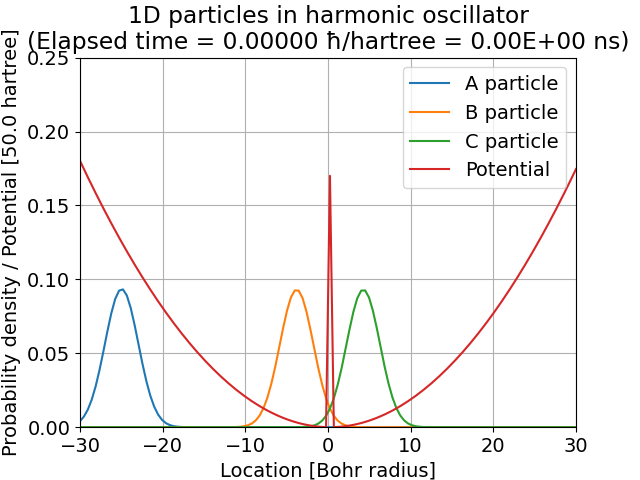 1D particles in harmonic oscillator
(Elapsed time = 0.00000 ħ/hartree = 0.00E+00 ns)
Probability density / Potential [50.0 hartree]
0.25
0.20
0.15
0.10
0.05
0.00
A particle
B particle
C particle
Potential
−30
−20
−10
0
10
20
30
Location [Bohr radius]